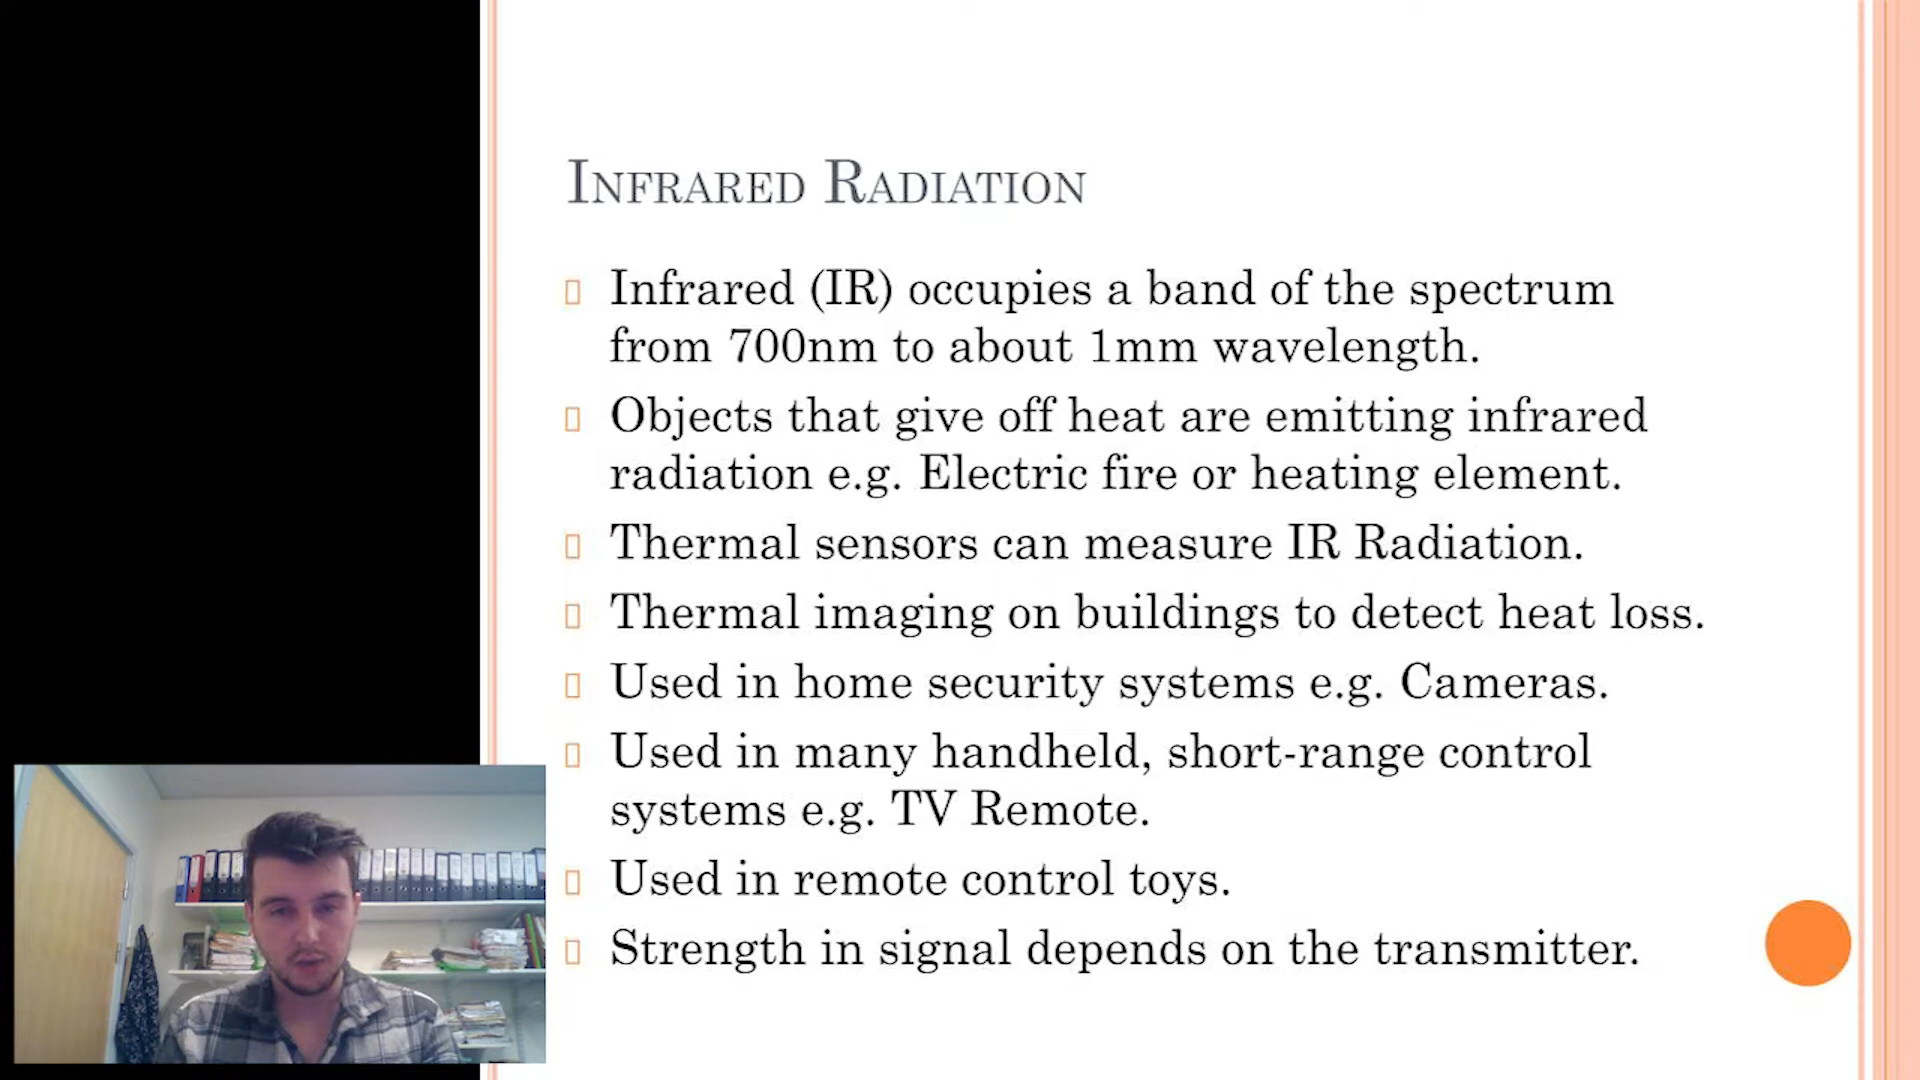 Infrared Radiation
Infrared (IR) occupies a band of the spectrum
from 700nm to about 1mm wavelength.
Objects that give off heat are emitting infrared
radiation e.g. Electric fire or heating element.
Thermal sensors can measure IR Radiation.
Thermal imaging on buildings to detect heat loss.
Used in home security systems e.g. Cameras.
Used in many handheld, short-range control
systems e.g. TV Remote.
Used in remote control toys.
Strength in signal depends on the transmitter.